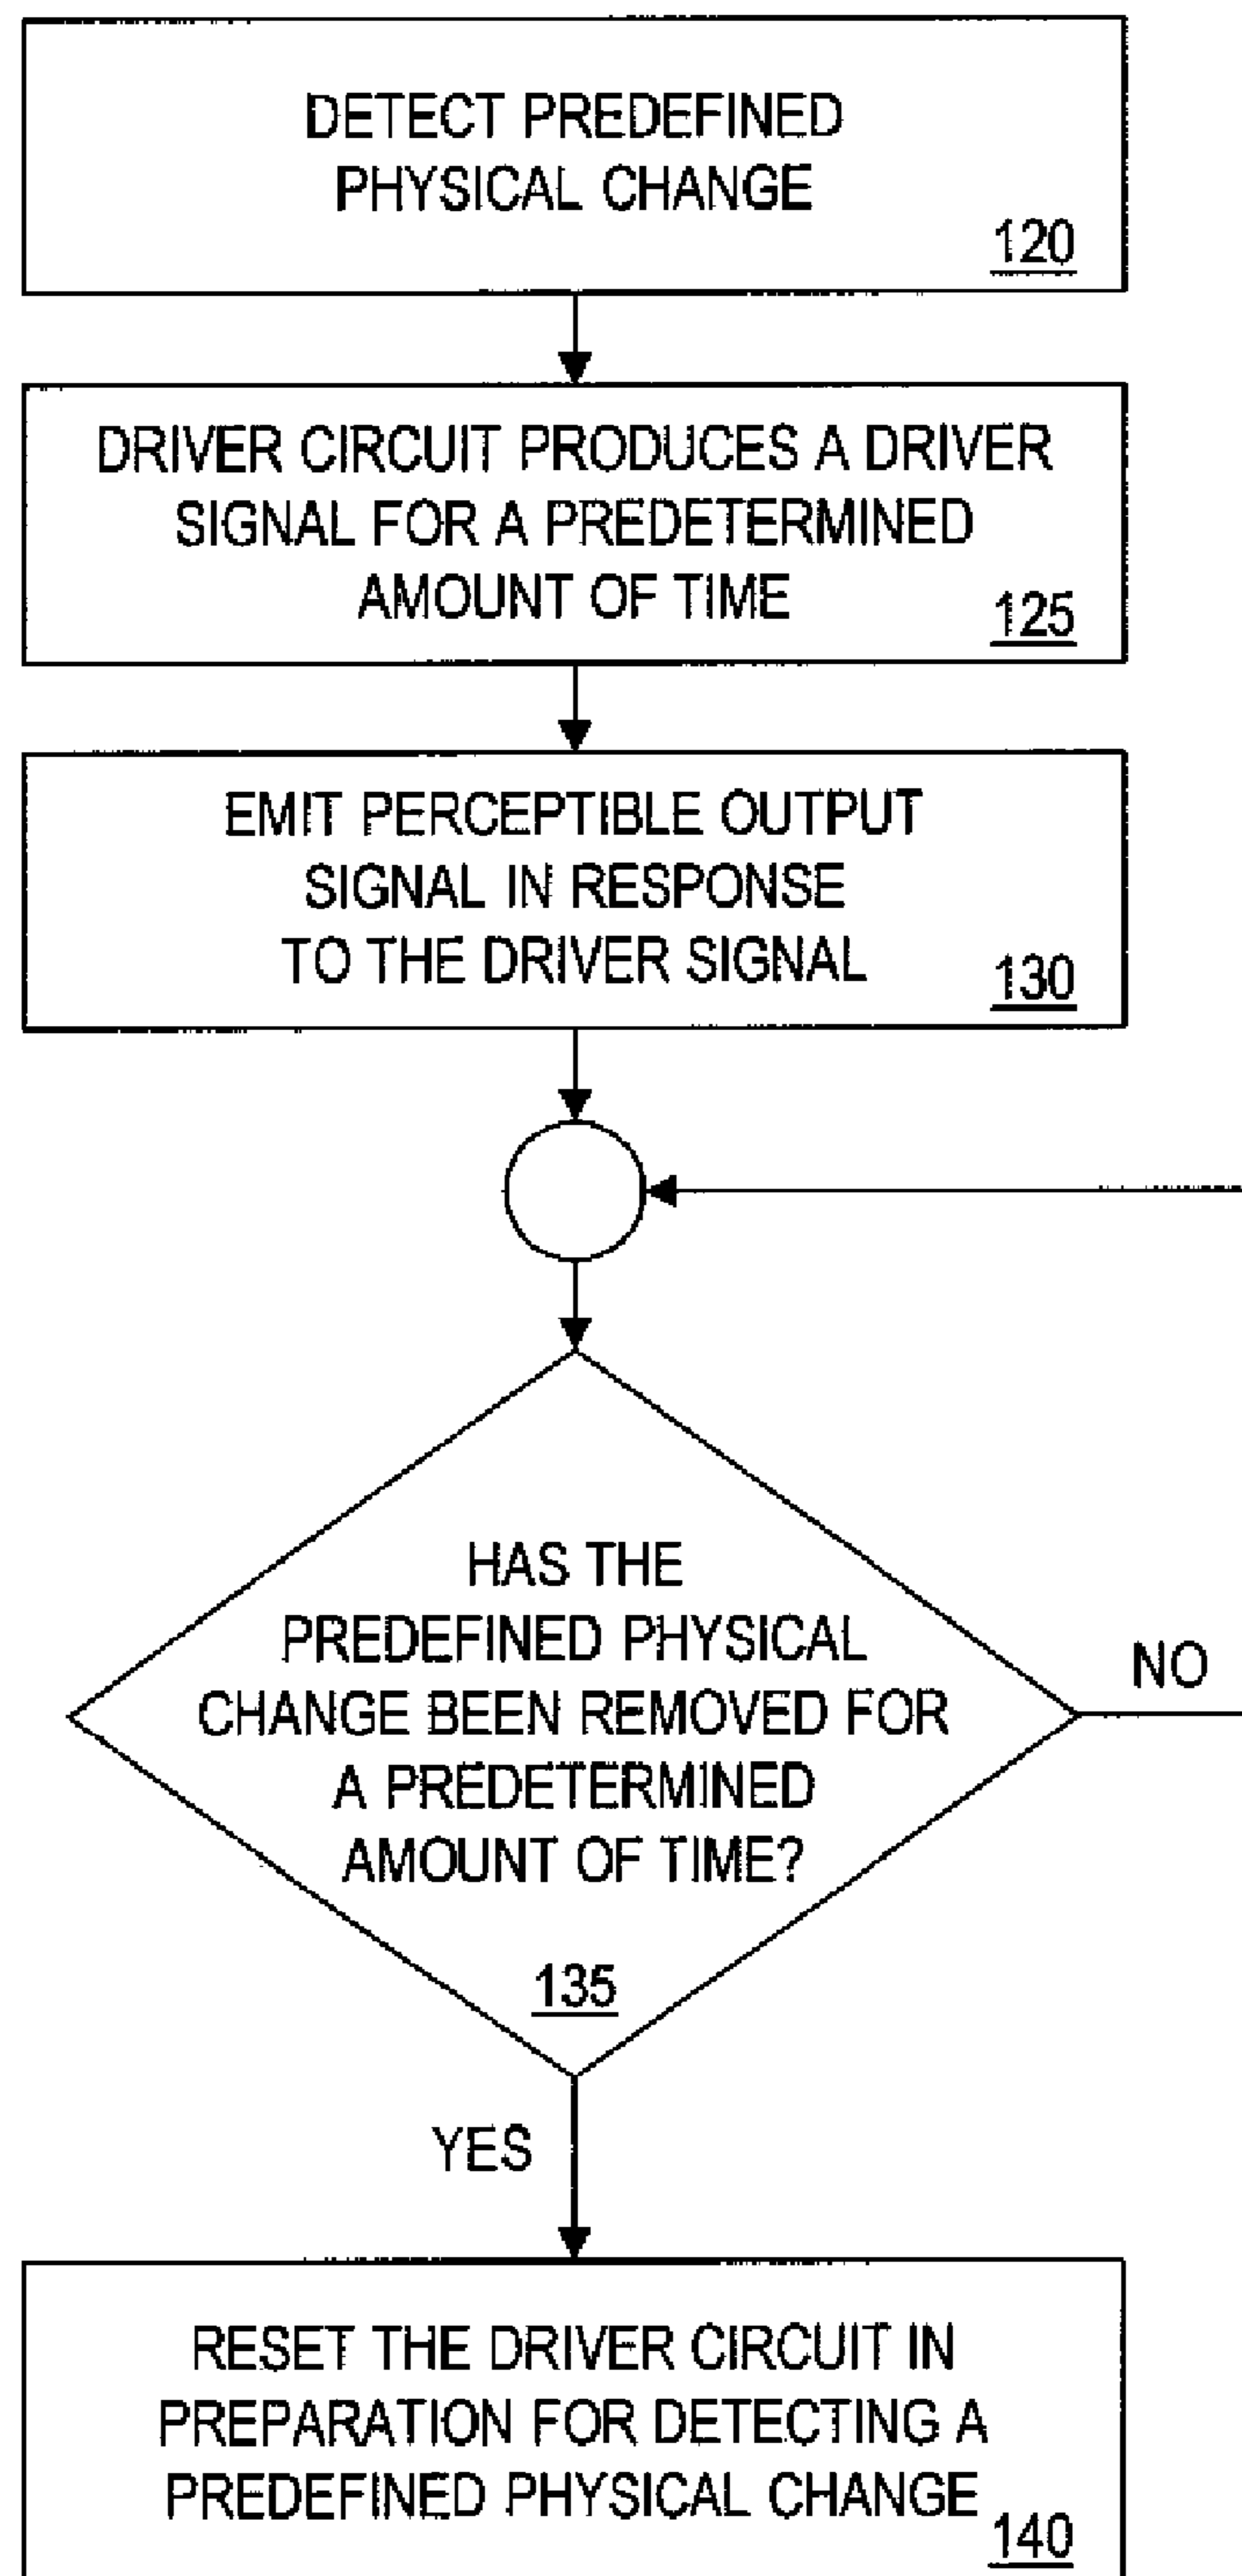 DETECT PREDEFINED
PHYSICAL CHANGE
120
DRIVER CIRCUIT PRODUCES A DRIVER
SIGNAL FOR A PREDETERMINED
AMOUNT OF TIME
125
EMIT PERCEPTIBLE OUTPUT
SIGNAL IN RESPONSE
TO THE DRIVER SIGNAL
130
HAS THE
PREDEFINED PHYSICAL
CHANGE BEEN REMOVED FOR
A PREDETERMINED
AMOUNT OF TIME?
135
NO
YES
RESET THE DRIVER CIRCUIT IN
PREPARATION FOR DETECTING A
PREDEFINED PHYSICAL CHANGE
140